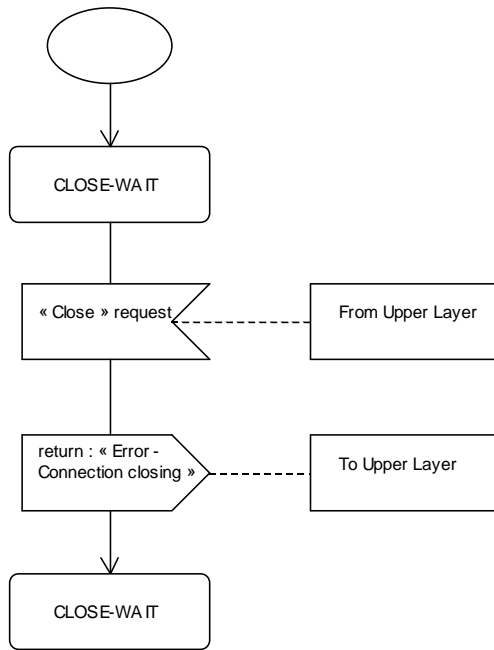 CLOSE-WAIT
« Close » request
From Upper Layer
return : « Error -
Connection closing »
To Upper Layer
CLOSE-WAIT